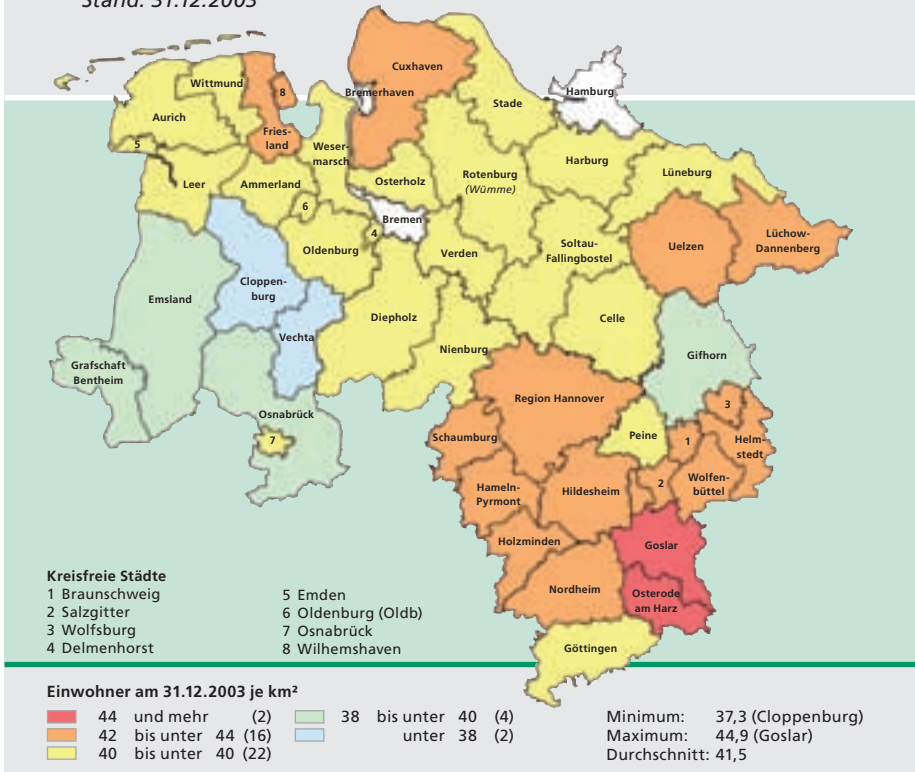 Stand: 31.12.2003
Cuxhaven
Wittmund
8
Bremerhaven
Hamburg
Stade
Aurich
Fries-
land
5
Weser-
marsch
Harburg
Leer
Ammerland
Osterholz
Rotenburg
(Wümme)
Lüneburg
6
Bremen
4
Oldenburg
Verden
Soltau-
Fallingbostel
Uelzen
Lüchow-
Dannenberg
Cloppen-
burg
Emsland
Vechta
Diepholz
Celle
Nienburg
Gifhorn
Grafschaft
Bentheim
Region Hannover
Osnabrück
3
7
Schaumburg
Peine
1
Helm-
stedt
Hameln-
Pyrmont
Hildesheim
2
Wolfen-
büttel
Holzminden
Goslar
Nordheim
Osterode
am Harz
Göttingen
Kreisfreie Städte
1 Braunschweig
2 Salzgitter
3 Wolfsburg
4 Delmenhorst
5 Emden
6 Oldenburg (Oldb)
7 Osnabrück
8 Wilhemshaven
Einwohner am 31.12.2003 je km²
44 und mehr (2)
42 bis unter 44 (16)
40 bis unter 40 (22)
38 bis unter 40 (4)
unter 38 (2)
Minimum: 37,3 (Cloppenburg)
Maximum: 44,9 (Goslar)
Durchschnitt: 41,5